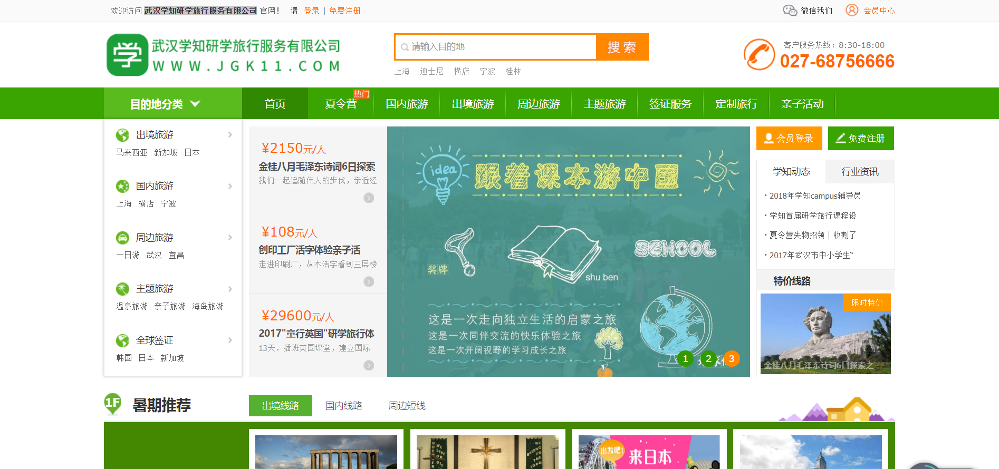 欢迎访问 武汉学知研学旅行服务有限公司 官网! 请 登录 | 免费注册
微信我们 会员中心
武汉学知研学旅行服务有限公司
WWW.JGK11.COM
学
请输入目的地 搜 索
上海 迪士尼 横店 宁波 桂林
客户服务热线：8:30-18:00
027-68756666
目的地分类 首页 夏令营 热门 国内旅游 出境旅游 周边旅游 主题旅游 签证服务 定制旅行 亲子活动
出境旅游
马来西亚 新加坡 日本
国内旅游
上海 横店 宁波
周边旅游
一日游 武汉 宜昌
主题旅游
温泉旅游 亲子旅游 海岛旅游
全球签证
韩国 日本 新加坡
¥2150元/人
金桂八月毛泽东诗词6日探索
我们一起追随伟人的步伐，亲近经
¥108元/人
创印工厂活字体验亲子活
走进印刷厂，从木活字看到三层楼
¥29600元/人
2017"童行英国"研学旅行体
13天，插班英国课堂，建立国际
idea
跟着课本游中国
奖牌
shu ben
SCHOOL
这是一次走向独立生活的启蒙之旅
这是一次同伴交流的快乐体验之旅
这是一次开阔视野的学习成长之旅
1 2 3
会员登录 免费注册
学知动态 行业资讯
· 2018年学知campus辅导员
· 学知首届研学旅行课程设
· 夏令营失物招领丨收割了
· 2017年武汉市中小学生“
特价线路
限时特价
金桂八月毛泽东诗词6日探索之
1F 暑期推荐 出境线路 国内线路 周边短线
WE LIVE OR DIE
WE BELONG TO THE LORD
出发吧!
来日本